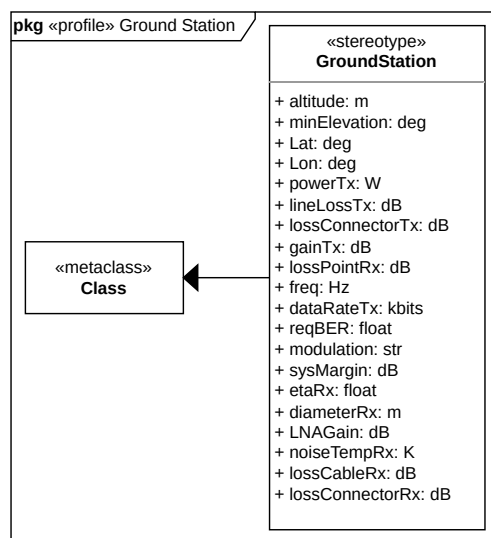 pkg «profile» Ground Station
«stereotype»
GroundStation
+ altitude: m
+ minElevation: deg
+ Lat: deg
+ Lon: deg
+ powerTx: W
+ lineLossTx: dB
+ lossConnectorTx: dB
+ gainTx: dB
+ lossPointRx: dB
+ freq: Hz
+ dataRateTx: kbits
+ reqBER: float
+ modulation: str
+ sysMargin: dB
+ etaRx: float
+ diameterRx: m
+ LNAGain: dB
+ noiseTempRx: K
+ lossCableRx: dB
+ lossConnectorRx: dB
«metaclass»
Class